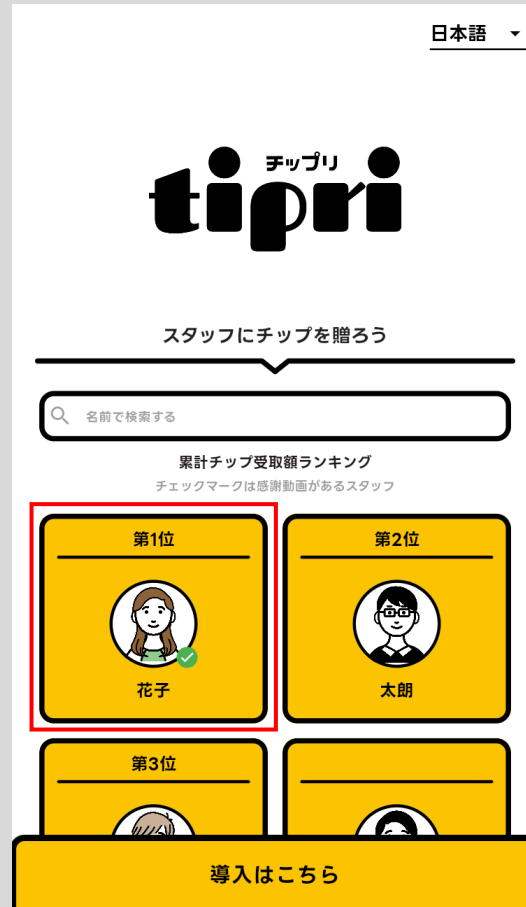 日本語
チップリ
tipri
スタッフにチップを贈ろう
名前で検索する
累計チップ受取額ランキング
チェックマークは感謝動画があるスタッフ
第1位
第2位
花子
太朗
第3位
導入はこちら